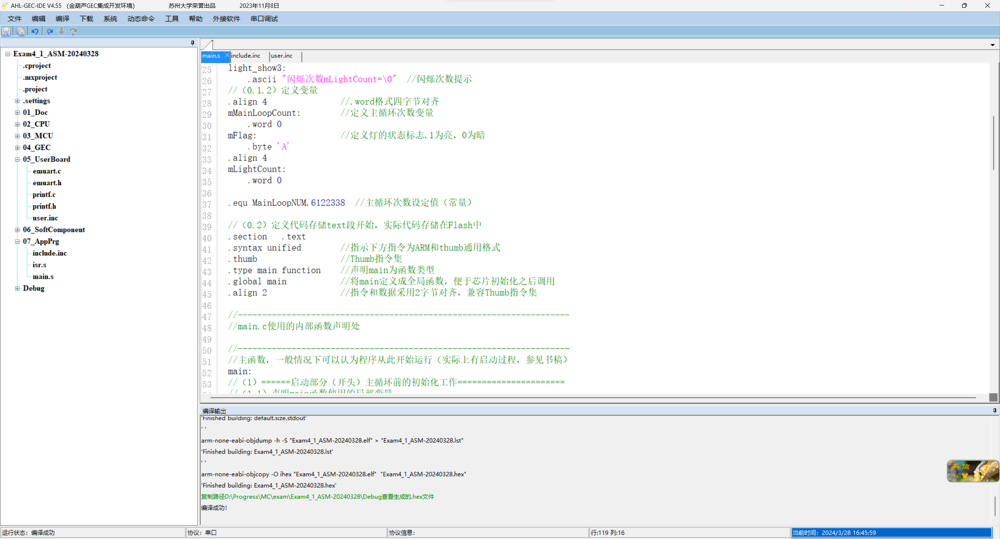 AHL-GEC-IDE V4.55 (金葫芦GEC集成开发环境) 苏州大学荣誉出品 2023年11月8日
文件 编辑 编译 下载 系统 动态命令 工具 帮助 外接软件 串口调试
Exam4_1_ASM-20240328
.cproject
.mxproject
.project
.settings
01_Doc
02_CPU
03_MCU
04_GEC
05_UserBoard
emuart.c
emuart.h
printf.c
printf.h
user.inc
06_SoftComponent
07_AppPrg
include.inc
isr.s
main.s
Debug
main.s include.inc user.inc
25 light_show3:
26 .ascii "闪烁次数mLightCount=\0" //闪烁次数提示
27 //（0.1.2）定义变量
28 .align 4 //.word格式四字节对齐
29 mMainLoopCount: //定义主循环次数变量
30 .word 0
31 mFlag: //定义灯的状态标志,1为亮，0为暗
32 .byte 'A'
33 .align 4
34 mLightCount:
35 .word 0
36
37 .equ MainLoopNUM,6122338 //主循环次数设定值（常量）
38
39 //（0.2）定义代码存储text段开始，实际代码存储在Flash中
40 .section .text
41 .syntax unified //指示下方指令为ARM和thumb通用格式
42 .thumb //Thumb指令集
43 .type main function //声明main为函数类型
44 .global main //将main定义成全局函数，便于芯片初始化之后调用
45 .align 2 //指令和数据采用2字节对齐，兼容Thumb指令集
46
47 //--------------------------------------------------------------------
48 //main.c使用的内部函数声明处
49
50 //--------------------------------------------------------------------
51 //主函数，一般情况下可以认为程序从此开始运行（实际上有启动过程，参见书稿）
52 main:
53 //（1）======启动部分（开头）主循环前的初始化工作======================
54 //（1.1）声明main函数使用的局部变量
编译输出
'Finished building: default.size.stdout'
' '
arm-none-eabi-objdump -h -S "Exam4_1_ASM-20240328.elf" > "Exam4_1_ASM-20240328.lst"
'Finished building: Exam4_1_ASM-20240328.lst'
' '
arm-none-eabi-objcopy -O ihex "Exam4_1_ASM-20240328.elf" "Exam4_1_ASM-20240328.hex"
'Finished building: Exam4_1_ASM-20240328.hex'
复制路径D:\Progress\MC\exam\Exam4_1_ASM-20240328\Debug查看生成的.hex文件
编译成功！
英 简
运行状态：编译成功 协议：串口 协议信息： 行:119 列:16 当前时间：2024/3/28 16:45:59